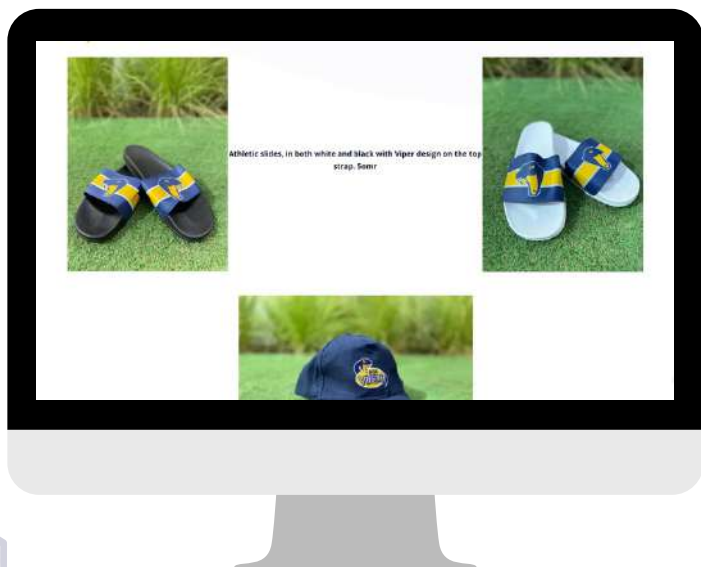 Athletic slides, in both white and black with Viper design on the top
strap. 5omr